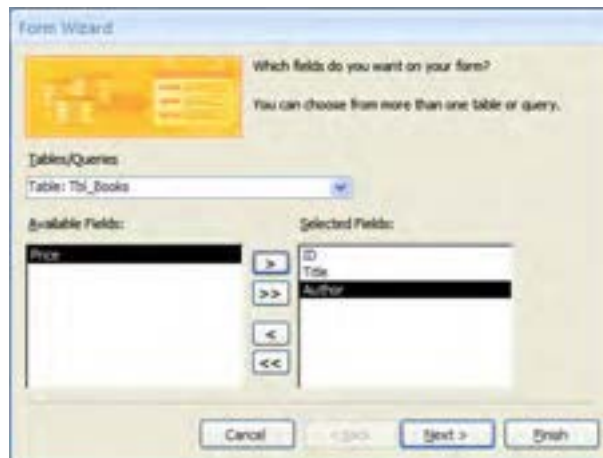 Form Wizard
Which fields do you want on your form?
You can choose from more than one table or query.
Tables/Queries
Table: Tbl_Books
Available Fields:
Selected Fields:
Price
ID
Title
Author
>
>>
<
<<
Cancel
< Back
Next >
Finish